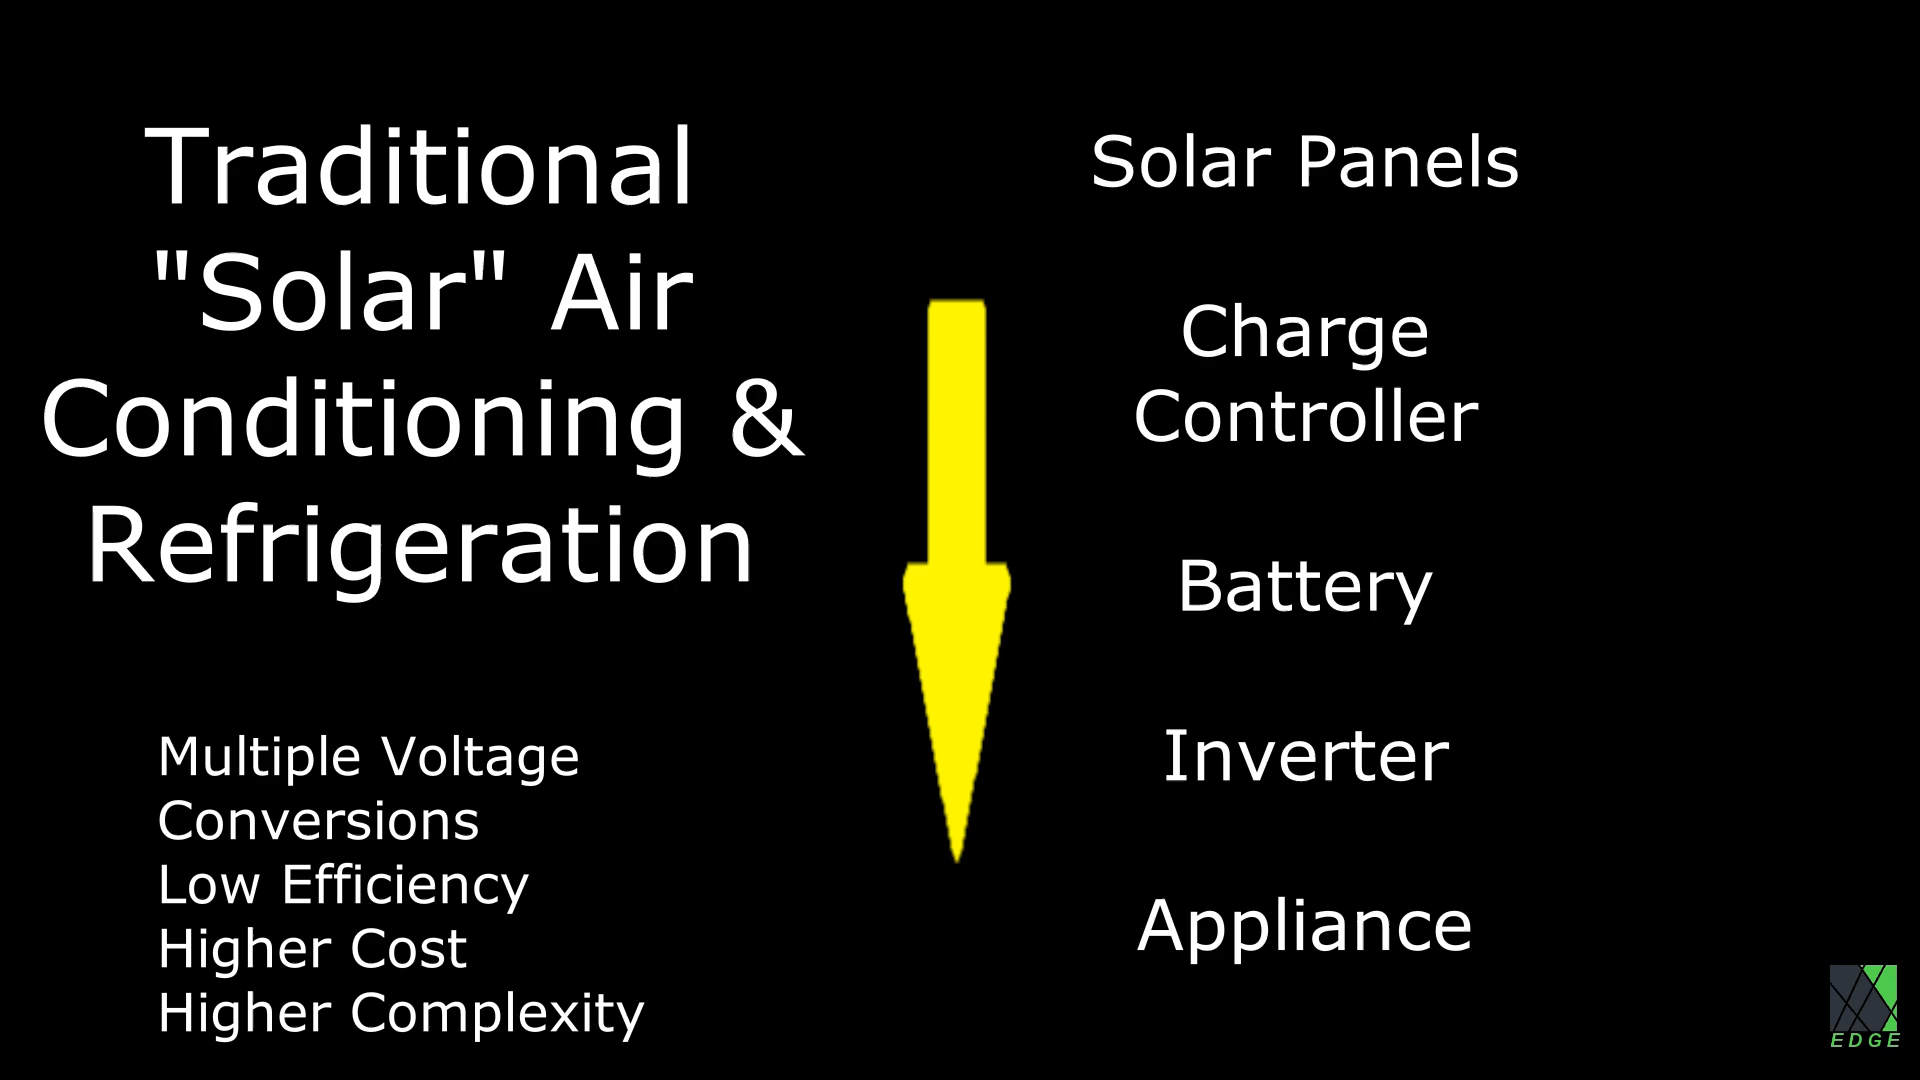 Traditional
"Solar" Air
Conditioning &
Refrigeration
Multiple Voltage
Conversions
Low Efficiency
Higher Cost
Higher Complexity
Solar Panels
Charge
Controller
Battery
Inverter
Appliance
EDGE